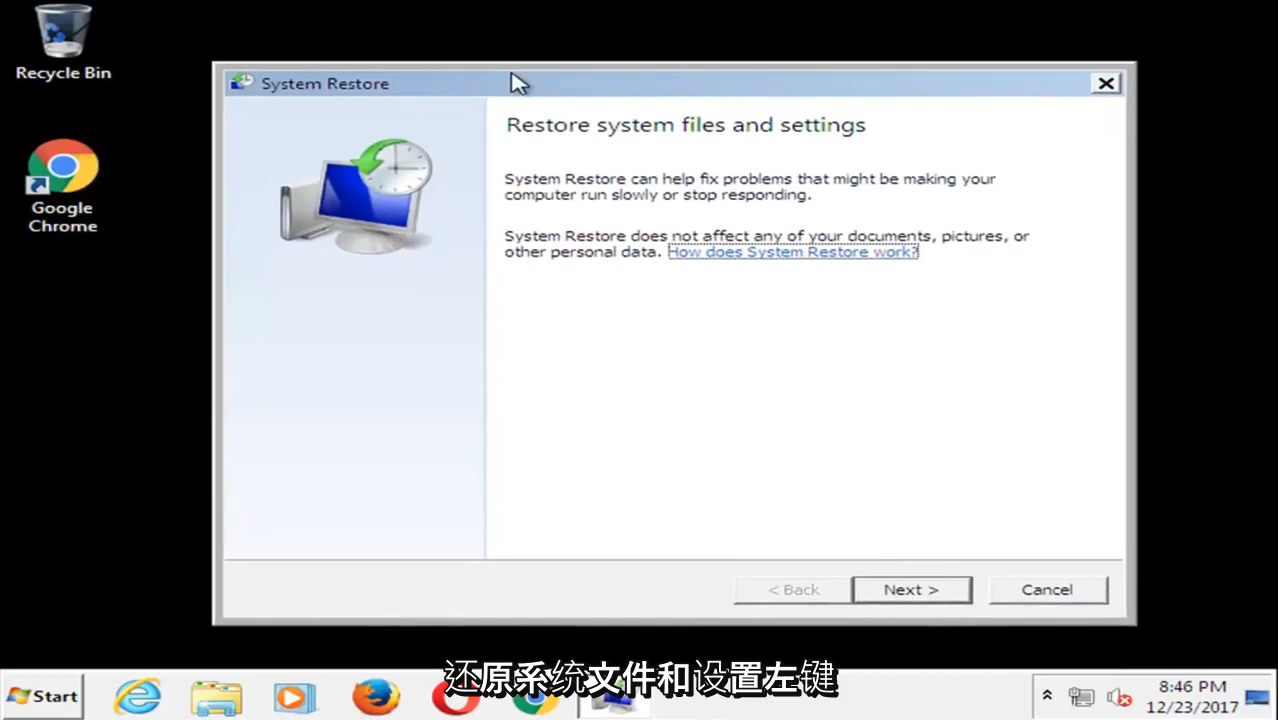 Recycle Bin
Google
Chrome
System Restore
Restore system files and settings
System Restore can help fix problems that might be making your
computer run slowly or stop responding.
System Restore does not affect any of your documents, pictures, or
other personal data. How does System Restore work?
< Back
Next >
Cancel
还原系统文件和设置左键
Start
8:46 PM
12/23/2017